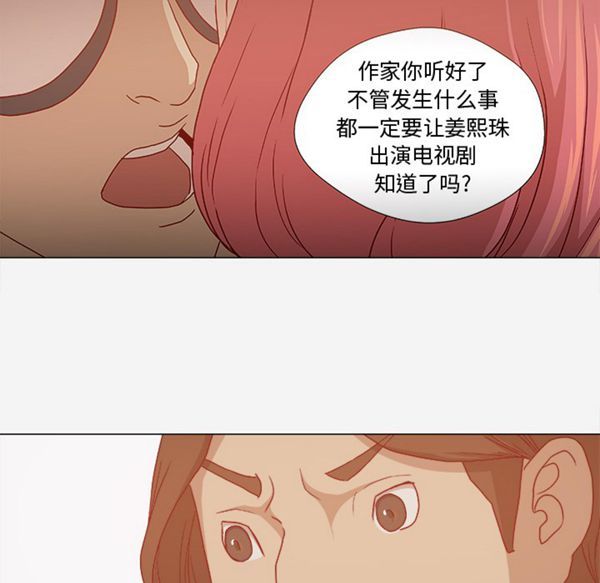 作家你听好了
不管发生什么事
都一定要让姜熙珠
出演电视剧
知道了吗?